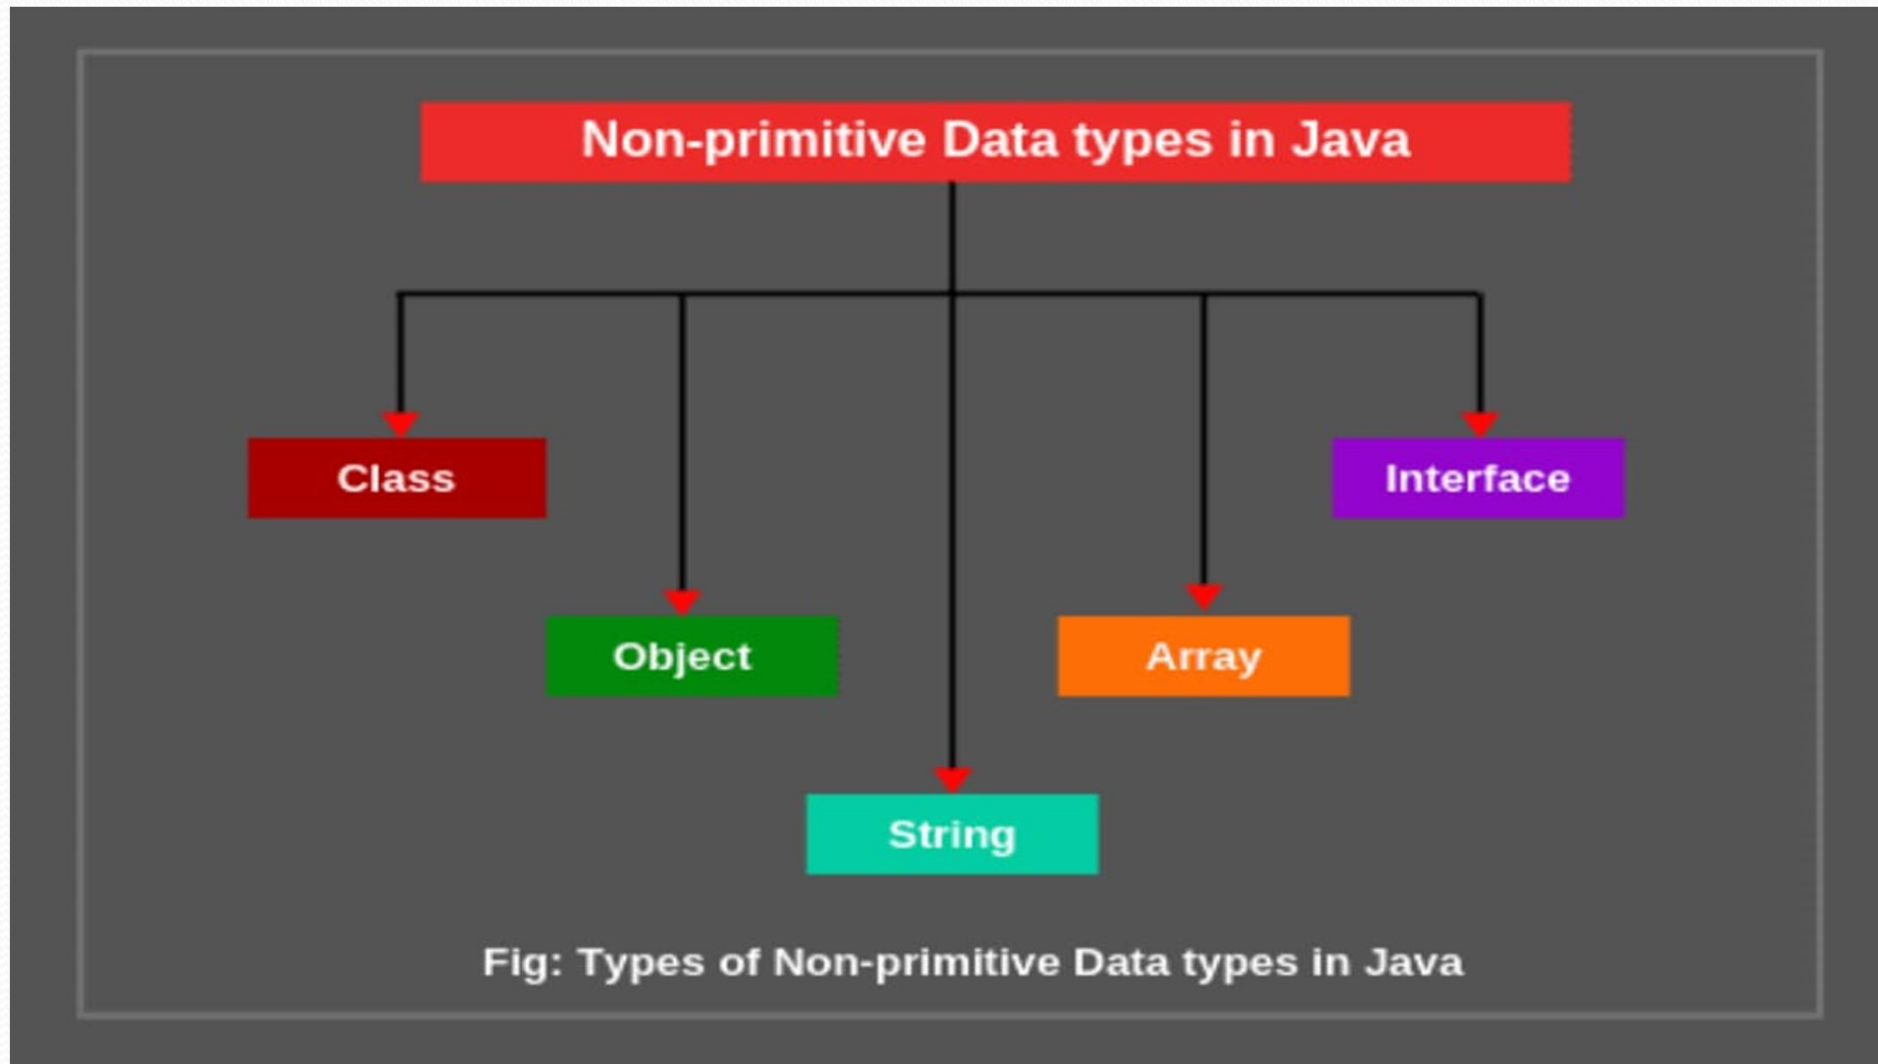 Non-primitive Data types in Java
Class
Interface
Object
Array
String
Fig: Types of Non-primitive Data types in Java